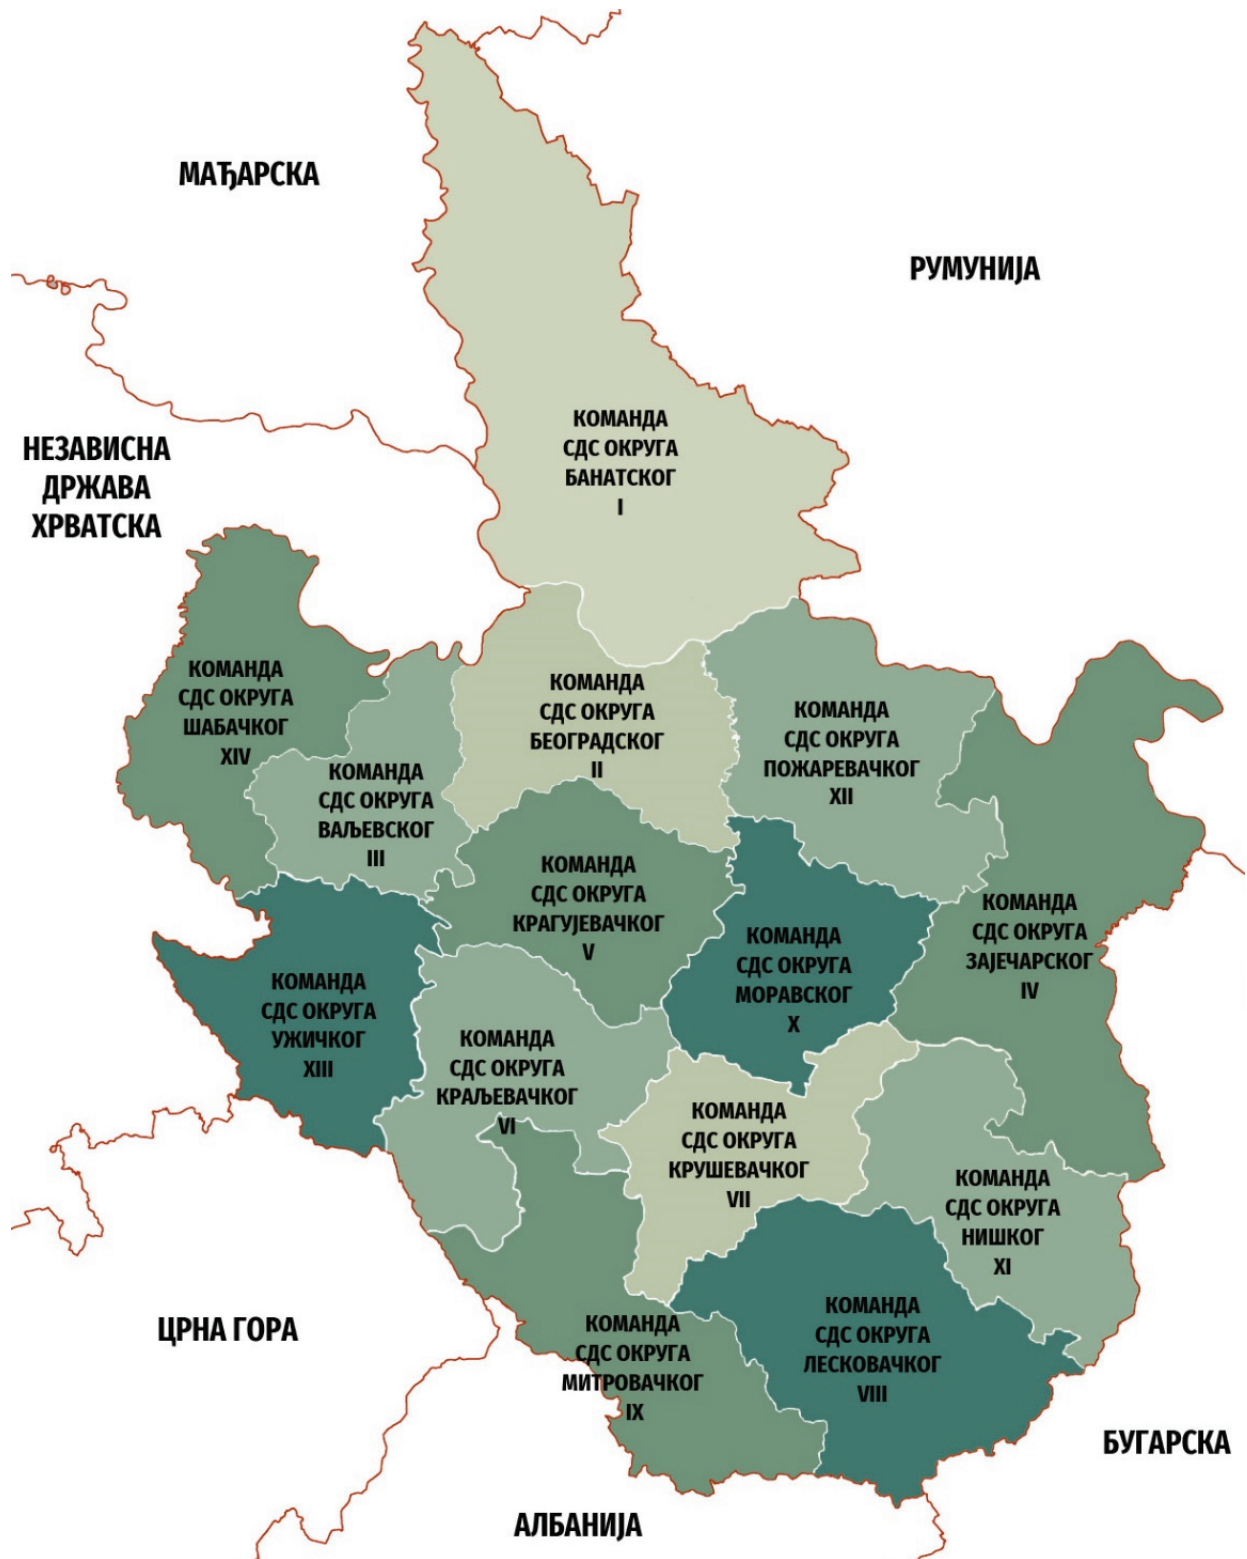 МАЂАРСКА
РУМУНИЈА
НЕЗАВИСНА
ДРЖАВА
ХРВАТСКА
КОМАНДА
СДС ОКРУГА
БАНАТСКОГ
I
КОМАНДА
СДС ОКРУГА
ШАБАЧКОГ
XIV
КОМАНДА
СДС ОКРУГА
БЕОГРАДСКОГ
II
КОМАНДА
СДС ОКРУГА
ПОЖАРЕВАЧКОГ
XII
КОМАНДА
СДС ОКРУГА
ВАЉЕВСКОГ
III
КОМАНДА
СДС ОКРУГА
КРАГУЈЕВАЧКОГ
V
КОМАНДА
СДС ОКРУГА
МОРАВСКОГ
X
КОМАНДА
СДС ОКРУГА
ЗАЈЕЧАРСКОГ
IV
КОМАНДА
СДС ОКРУГА
УЖИЧКОГ
XIII
КОМАНДА
СДС ОКРУГА
КРАЉЕВАЧКОГ
VI
КОМАНДА
СДС ОКРУГА
КРУШЕВАЧКОГ
VII
КОМАНДА
СДС ОКРУГА
НИШКОГ
XI
КОМАНДА
СДС ОКРУГА
ЛЕСКОВАЧКОГ
VIII
КОМАНДА
СДС ОКРУГА
МИТРОВАЧКОГ
IX
ЦРНА ГОРА
БУГАРСКА
АЛБАНИЈА